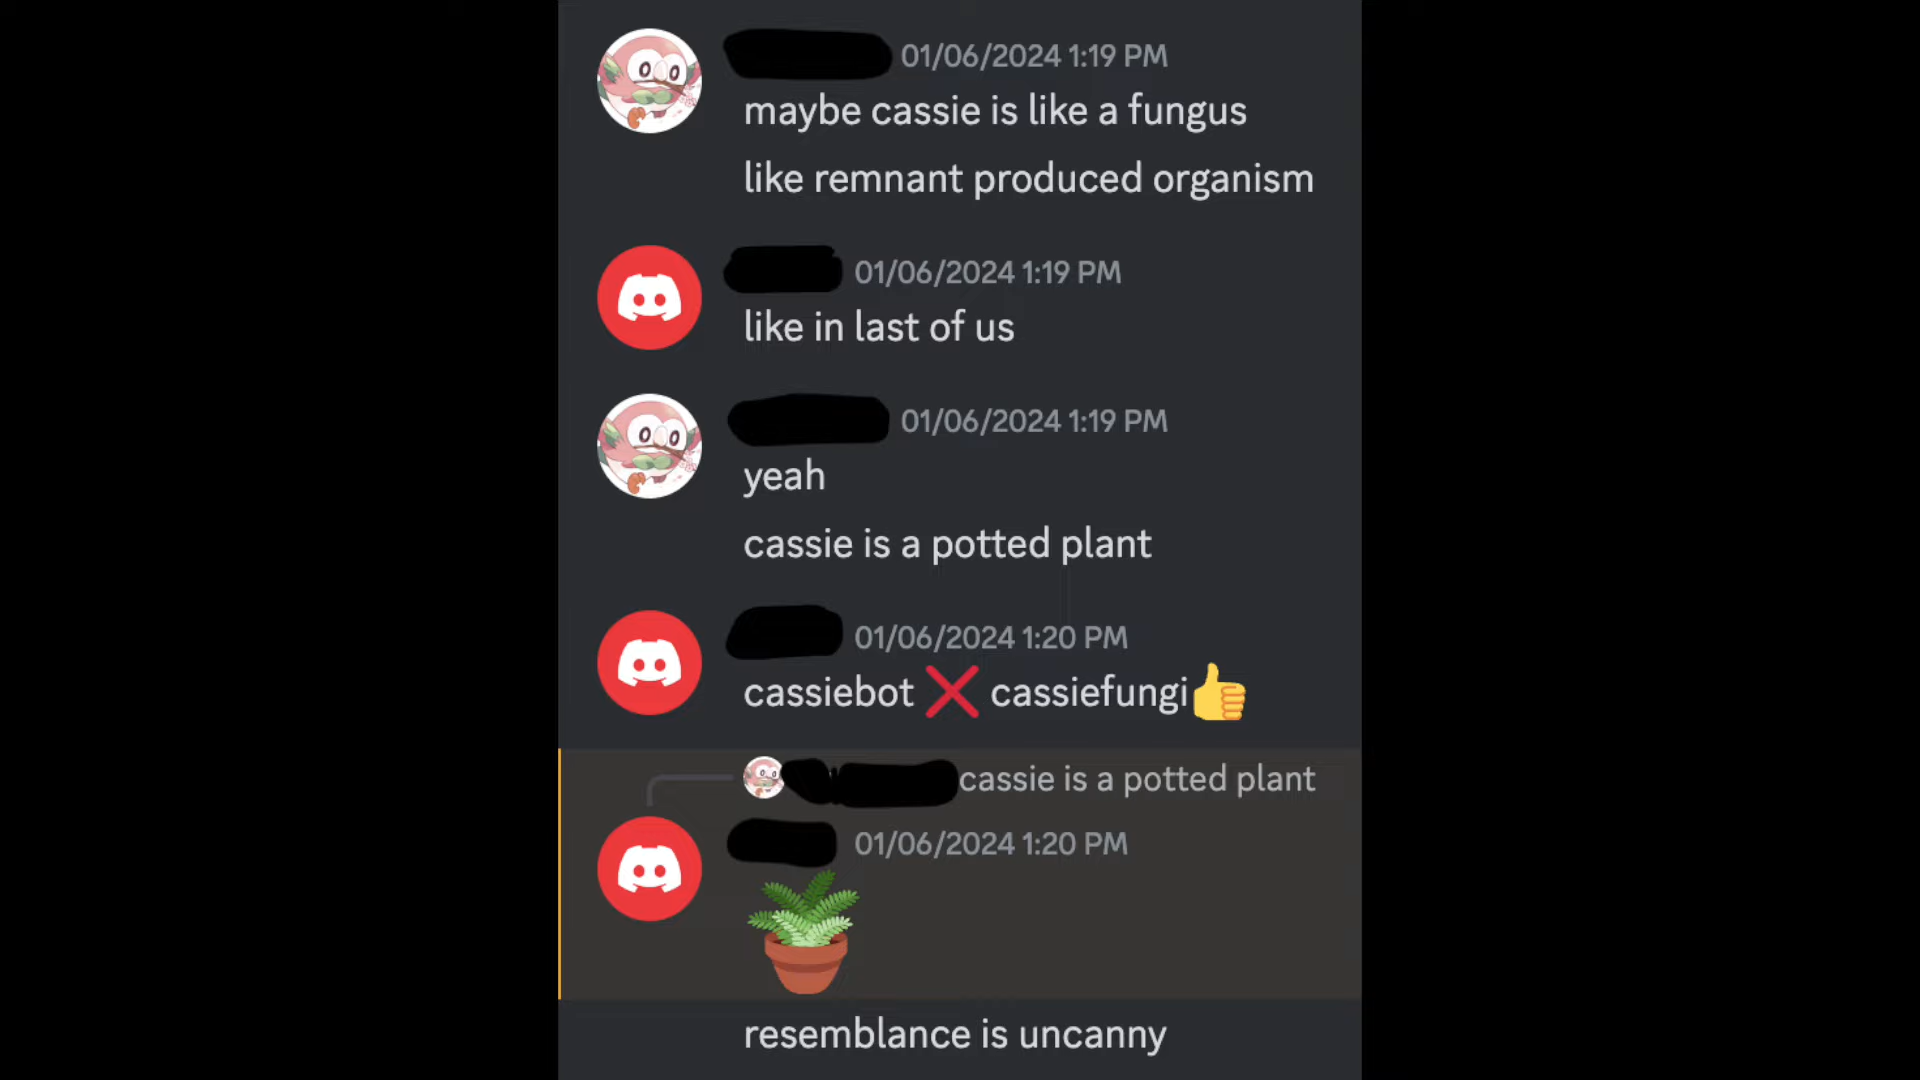 01/06/2024 1:19 PM
maybe cassie is like a fungus
like remnant produced organism
01/06/2024 1:19 PM
like in last of us
01/06/2024 1:19 PM
yeah
cassie is a potted plant
01/06/2024 1:20 PM
cassiebot ❌ cassiefungi👍
cassie is a potted plant
01/06/2024 1:20 PM
🪴
resemblance is uncanny